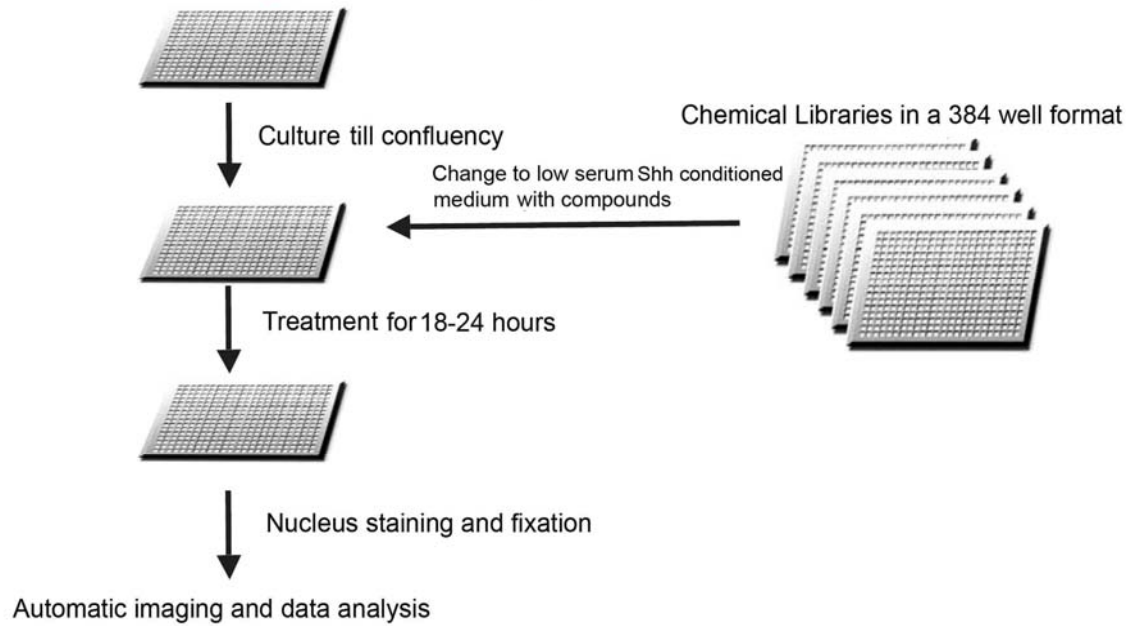 Culture till confluency
Chemical Libraries in a 384 well format
Change to low serum Shh conditioned
medium with compounds
Treatment for 18-24 hours
Nucleus staining and fixation
Automatic imaging and data analysis